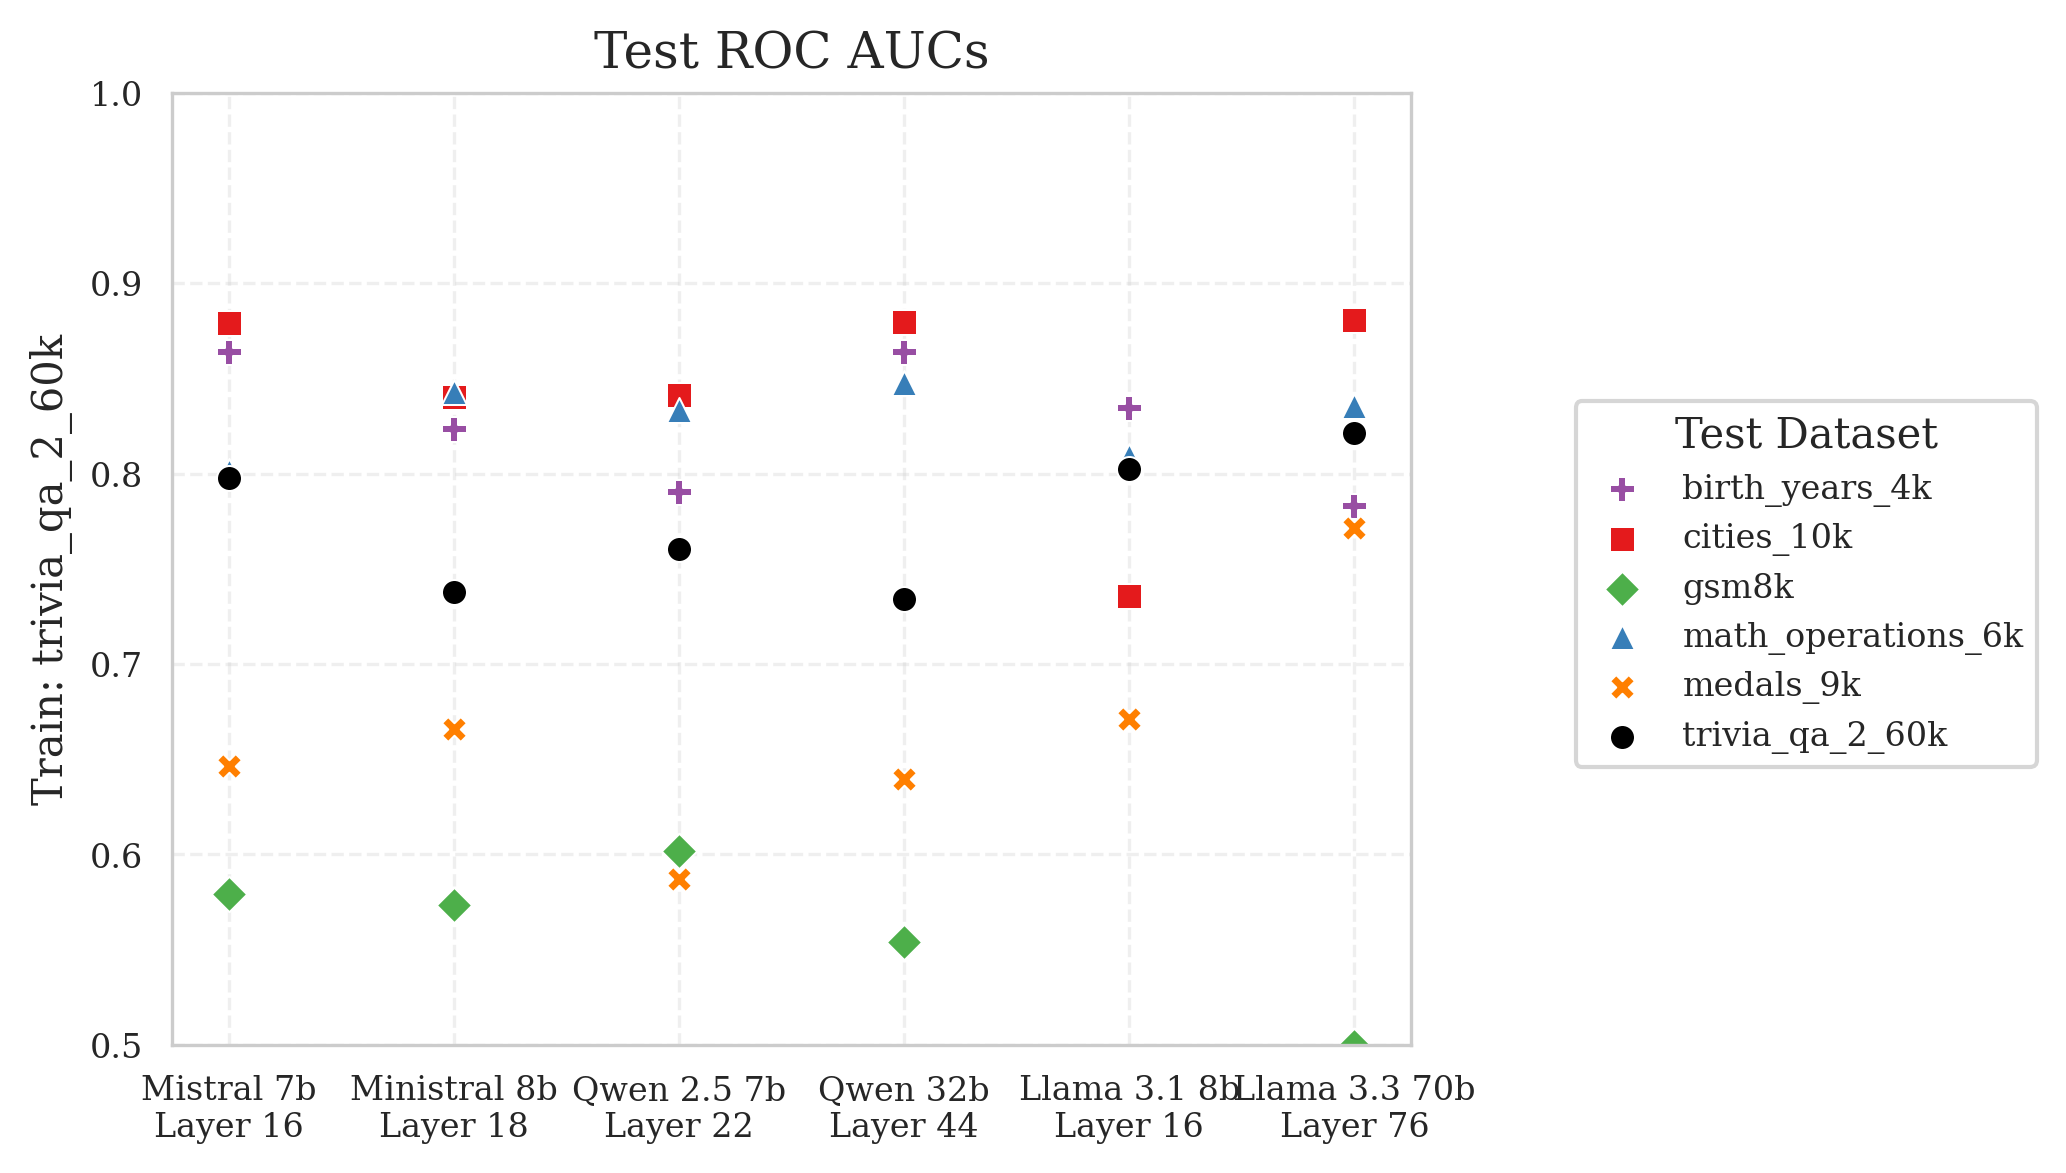 Test ROC AUCs
Train: trivia_qa_2_60k
1.0
0.9
0.8
0.7
0.6
0.5
Mistral 7b
Layer 16
Ministral 8b
Layer 18
Qwen 2.5 7b
Layer 22
Qwen 32b
Layer 44
Llama 3.1 8b
Layer 16
Llama 3.3 70b
Layer 76
Test Dataset
birth_years_4k
cities_10k
gsm8k
math_operations_6k
medals_9k
trivia_qa_2_60k